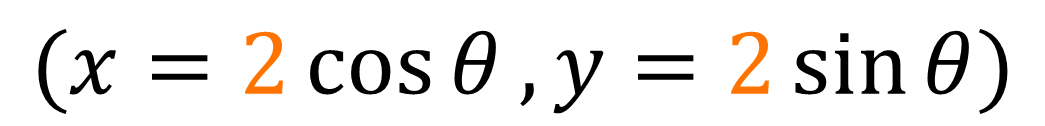 (x = 2 cos θ , y = 2 sin θ)